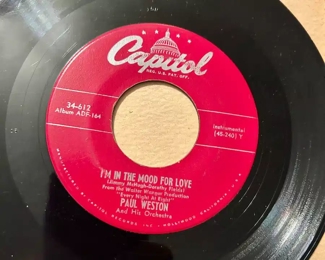 Capitol
REG. U.S. PAT. OFF.
34-612
Album ADF-164
Instrumental
(48-240) Y
I'M IN THE MOOD FOR LOVE
(Jimmy McHugh-Dorothy Fields)
From the Walter Wanger Production
"Every Night At Eight"
PAUL WESTON
And His Orchestra